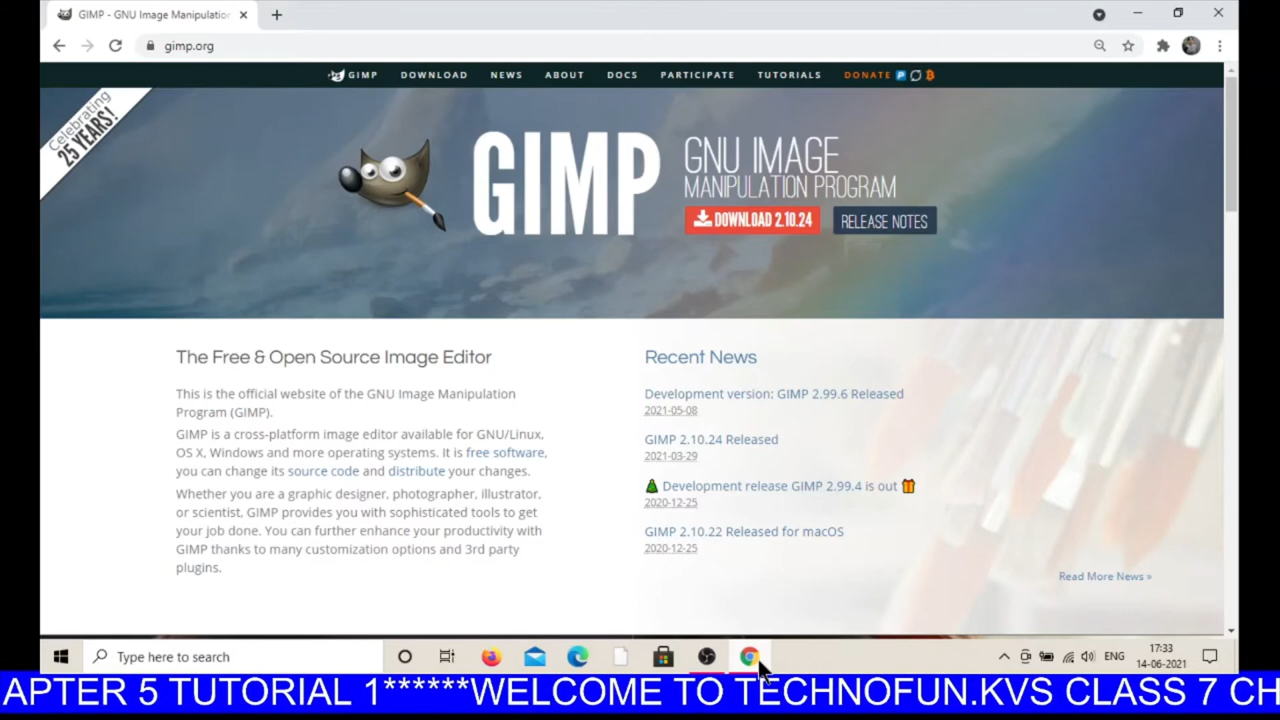 GIMP - GNU Image Manipulation
gimp.org
GIMP DOWNLOAD NEWS ABOUT DOCS PARTICIPATE TUTORIALS DONATE
Celebrating
25 YEARS!
GIMP
GNU IMAGE
MANIPULATION PROGRAM
DOWNLOAD 2.10.24 RELEASE NOTES
The Free & Open Source Image Editor
This is the official website of the GNU Image Manipulation
Program (GIMP).
GIMP is a cross-platform image editor available for GNU/Linux,
OS X, Windows and more operating systems. It is free software,
you can change its source code and distribute your changes.
Whether you are a graphic designer, photographer, illustrator,
or scientist, GIMP provides you with sophisticated tools to get
your job done. You can further enhance your productivity with
GIMP thanks to many customization options and 3rd party
plugins.
Recent News
Development version: GIMP 2.99.6 Released
2021-05-08
GIMP 2.10.24 Released
2021-03-29
Development release GIMP 2.99.4 is out
2020-12-25
GIMP 2.10.22 Released for macOS
2020-12-25
Read More News »
Type here to search
ENG
17:33
14-06-2021
APTER 5 TUTORIAL 1******WELCOME TO TECHNOFUN.KVS CLASS 7 CH